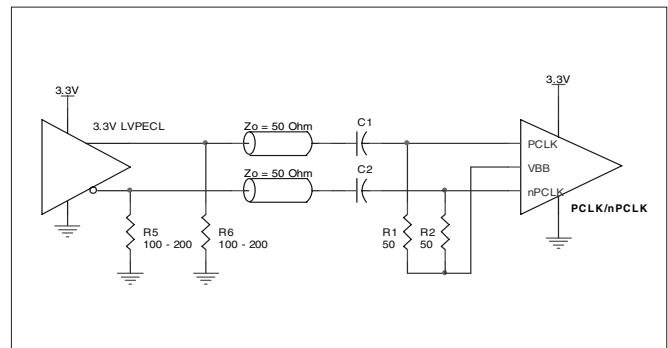 3.3V
3.3V
3.3V LVPECL
Zo = 50 Ohm
C1
PCLK
VBB
Zo = 50 Ohm
C2
nPCLK
PCLK/nPCLK
R5
100 - 200
R6
100 - 200
R1
50
R2
50